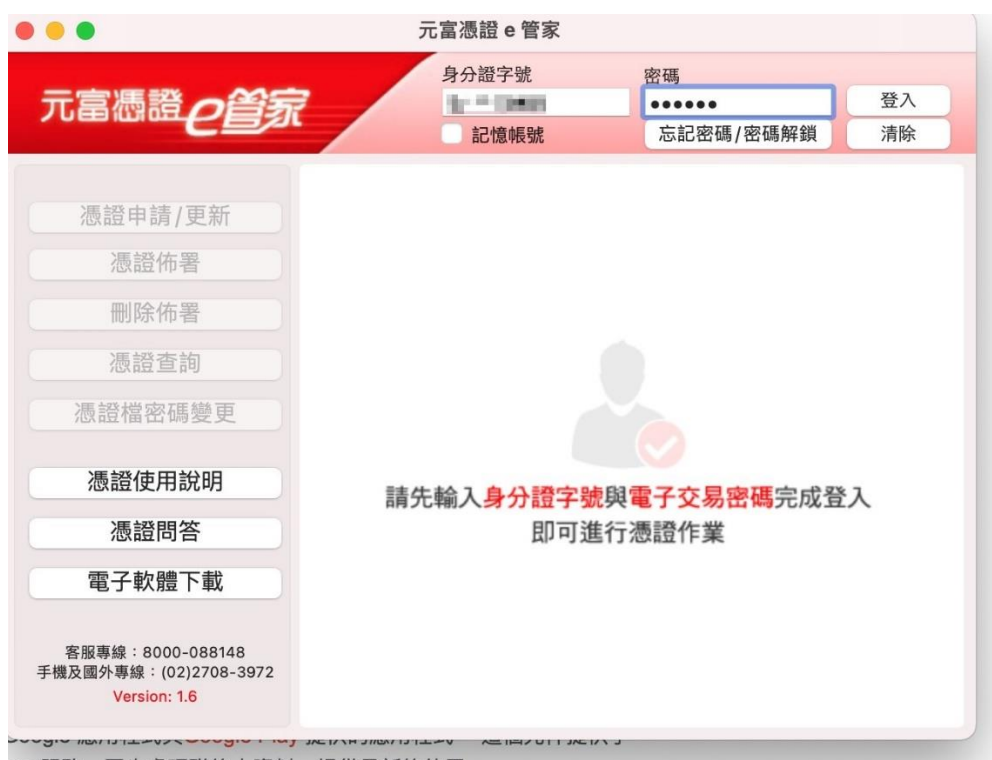 元富憑證 e 管家
元富憑證e管家
身分證字號
密碼
登入
記憶帳號
忘記密碼/密碼解鎖
清除
憑證申請/更新
憑證佈署
刪除佈署
憑證查詢
憑證檔密碼變更
憑證使用說明
憑證問答
電子軟體下載
請先輸入身分證字號與電子交易密碼完成登入
即可進行憑證作業
客服專線：8000-088148
手機及國外專線：(02)2708-3972
Version: 1.6